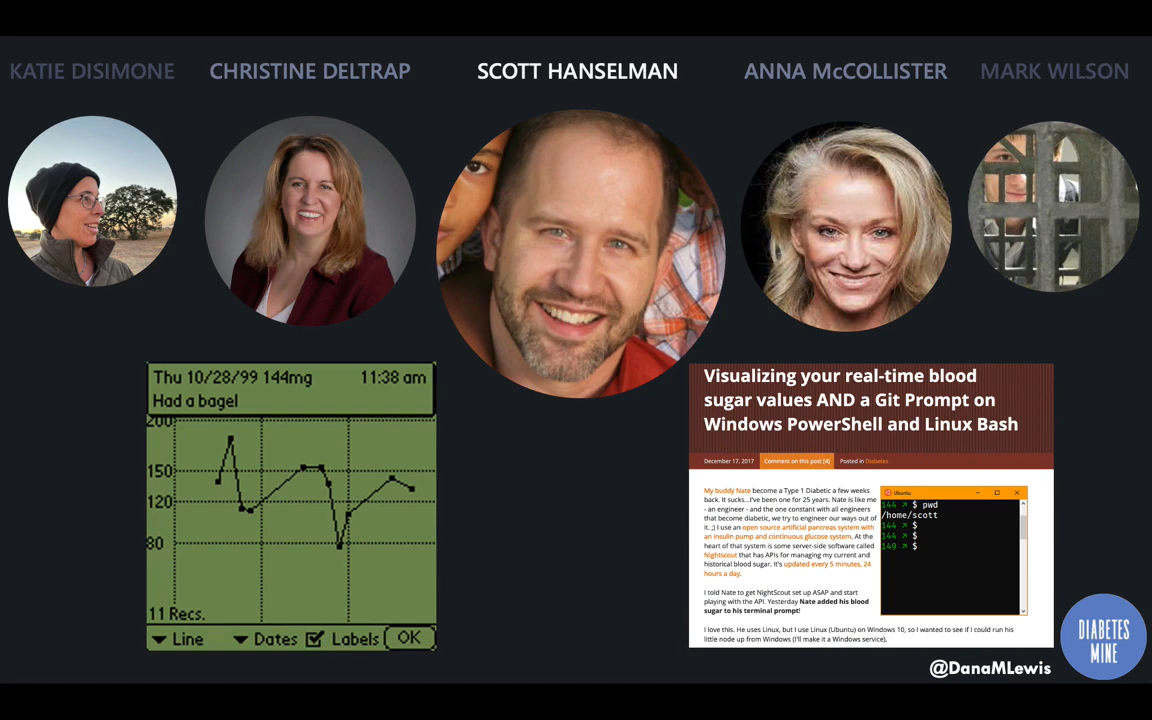 KATIE DISIMONE
CHRISTINE DELTRAP
SCOTT HANSELMAN
ANNA McCOLLISTER
MARK WILSON
Thu 10/28/99 144mg 11:38 am
Had a bagel
200
150
120
80
11 Recs.
Line Dates Labels OK
Visualizing your real-time blood
sugar values AND a Git Prompt on
Windows PowerShell and Linux Bash
December 17, 2017 Comment on this post [4] Posted in Diabetes
My buddy Nate become a Type 1 Diabetic a few weeks
back. It sucks...I've been one for 25 years. Nate is like me
- an engineer - and the one constant with all engineers
that become diabetic, we try to engineer our ways out of
it. ;) I use an open source artificial pancreas system with
an insulin pump and continuous glucose system. At the
heart of that system is some server-side software called
Nightscout that has APIs for managing my current and
historical blood sugar. It's updated every 5 minutes, 24
hours a day.
I told Nate to get NightScout set up ASAP and start
playing with the API. Yesterday Nate added his blood
sugar to his terminal prompt!
I love this. He uses Linux, but I use Linux (Ubuntu) on Windows 10, so I wanted to see if I could run his
little node up from Windows (I'll make it a Windows service).
Ubuntu
144 ↗ $ pwd
/home/scott
144 ↗ $
144 ↗ $
149 ↗ $
DIABETES
MINE
@DanaMLewis